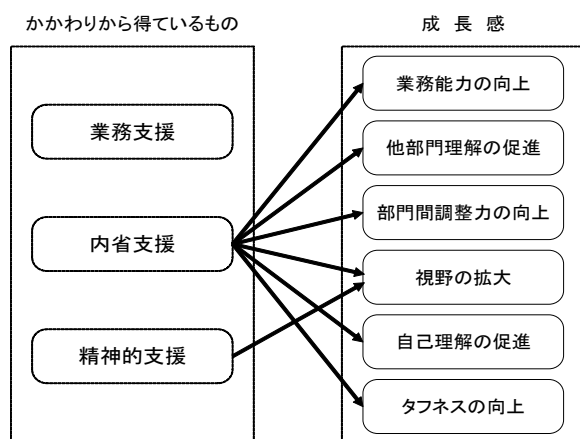 かかわりから得ているもの
業務支援
内省支援
精神的支援
成 長 感
業務能力の向上
他部門理解の促進
部門間調整力の向上
視野の拡大
自己理解の促進
タフネスの向上